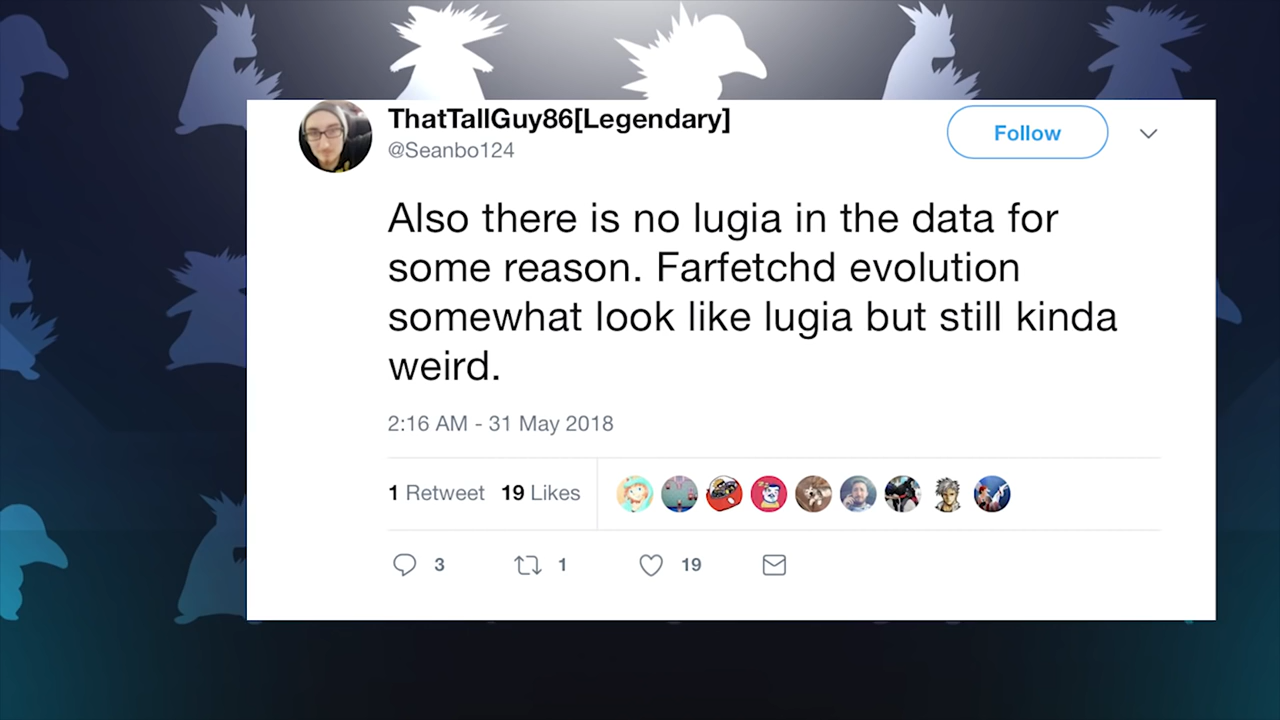 ThatTallGuy86[Legendary]
@Seanbo124
Follow
Also there is no lugia in the data for
some reason. Farfetchd evolution
somewhat look like lugia but still kinda
weird.
2:16 AM - 31 May 2018
1 Retweet 19 Likes
3 1 19